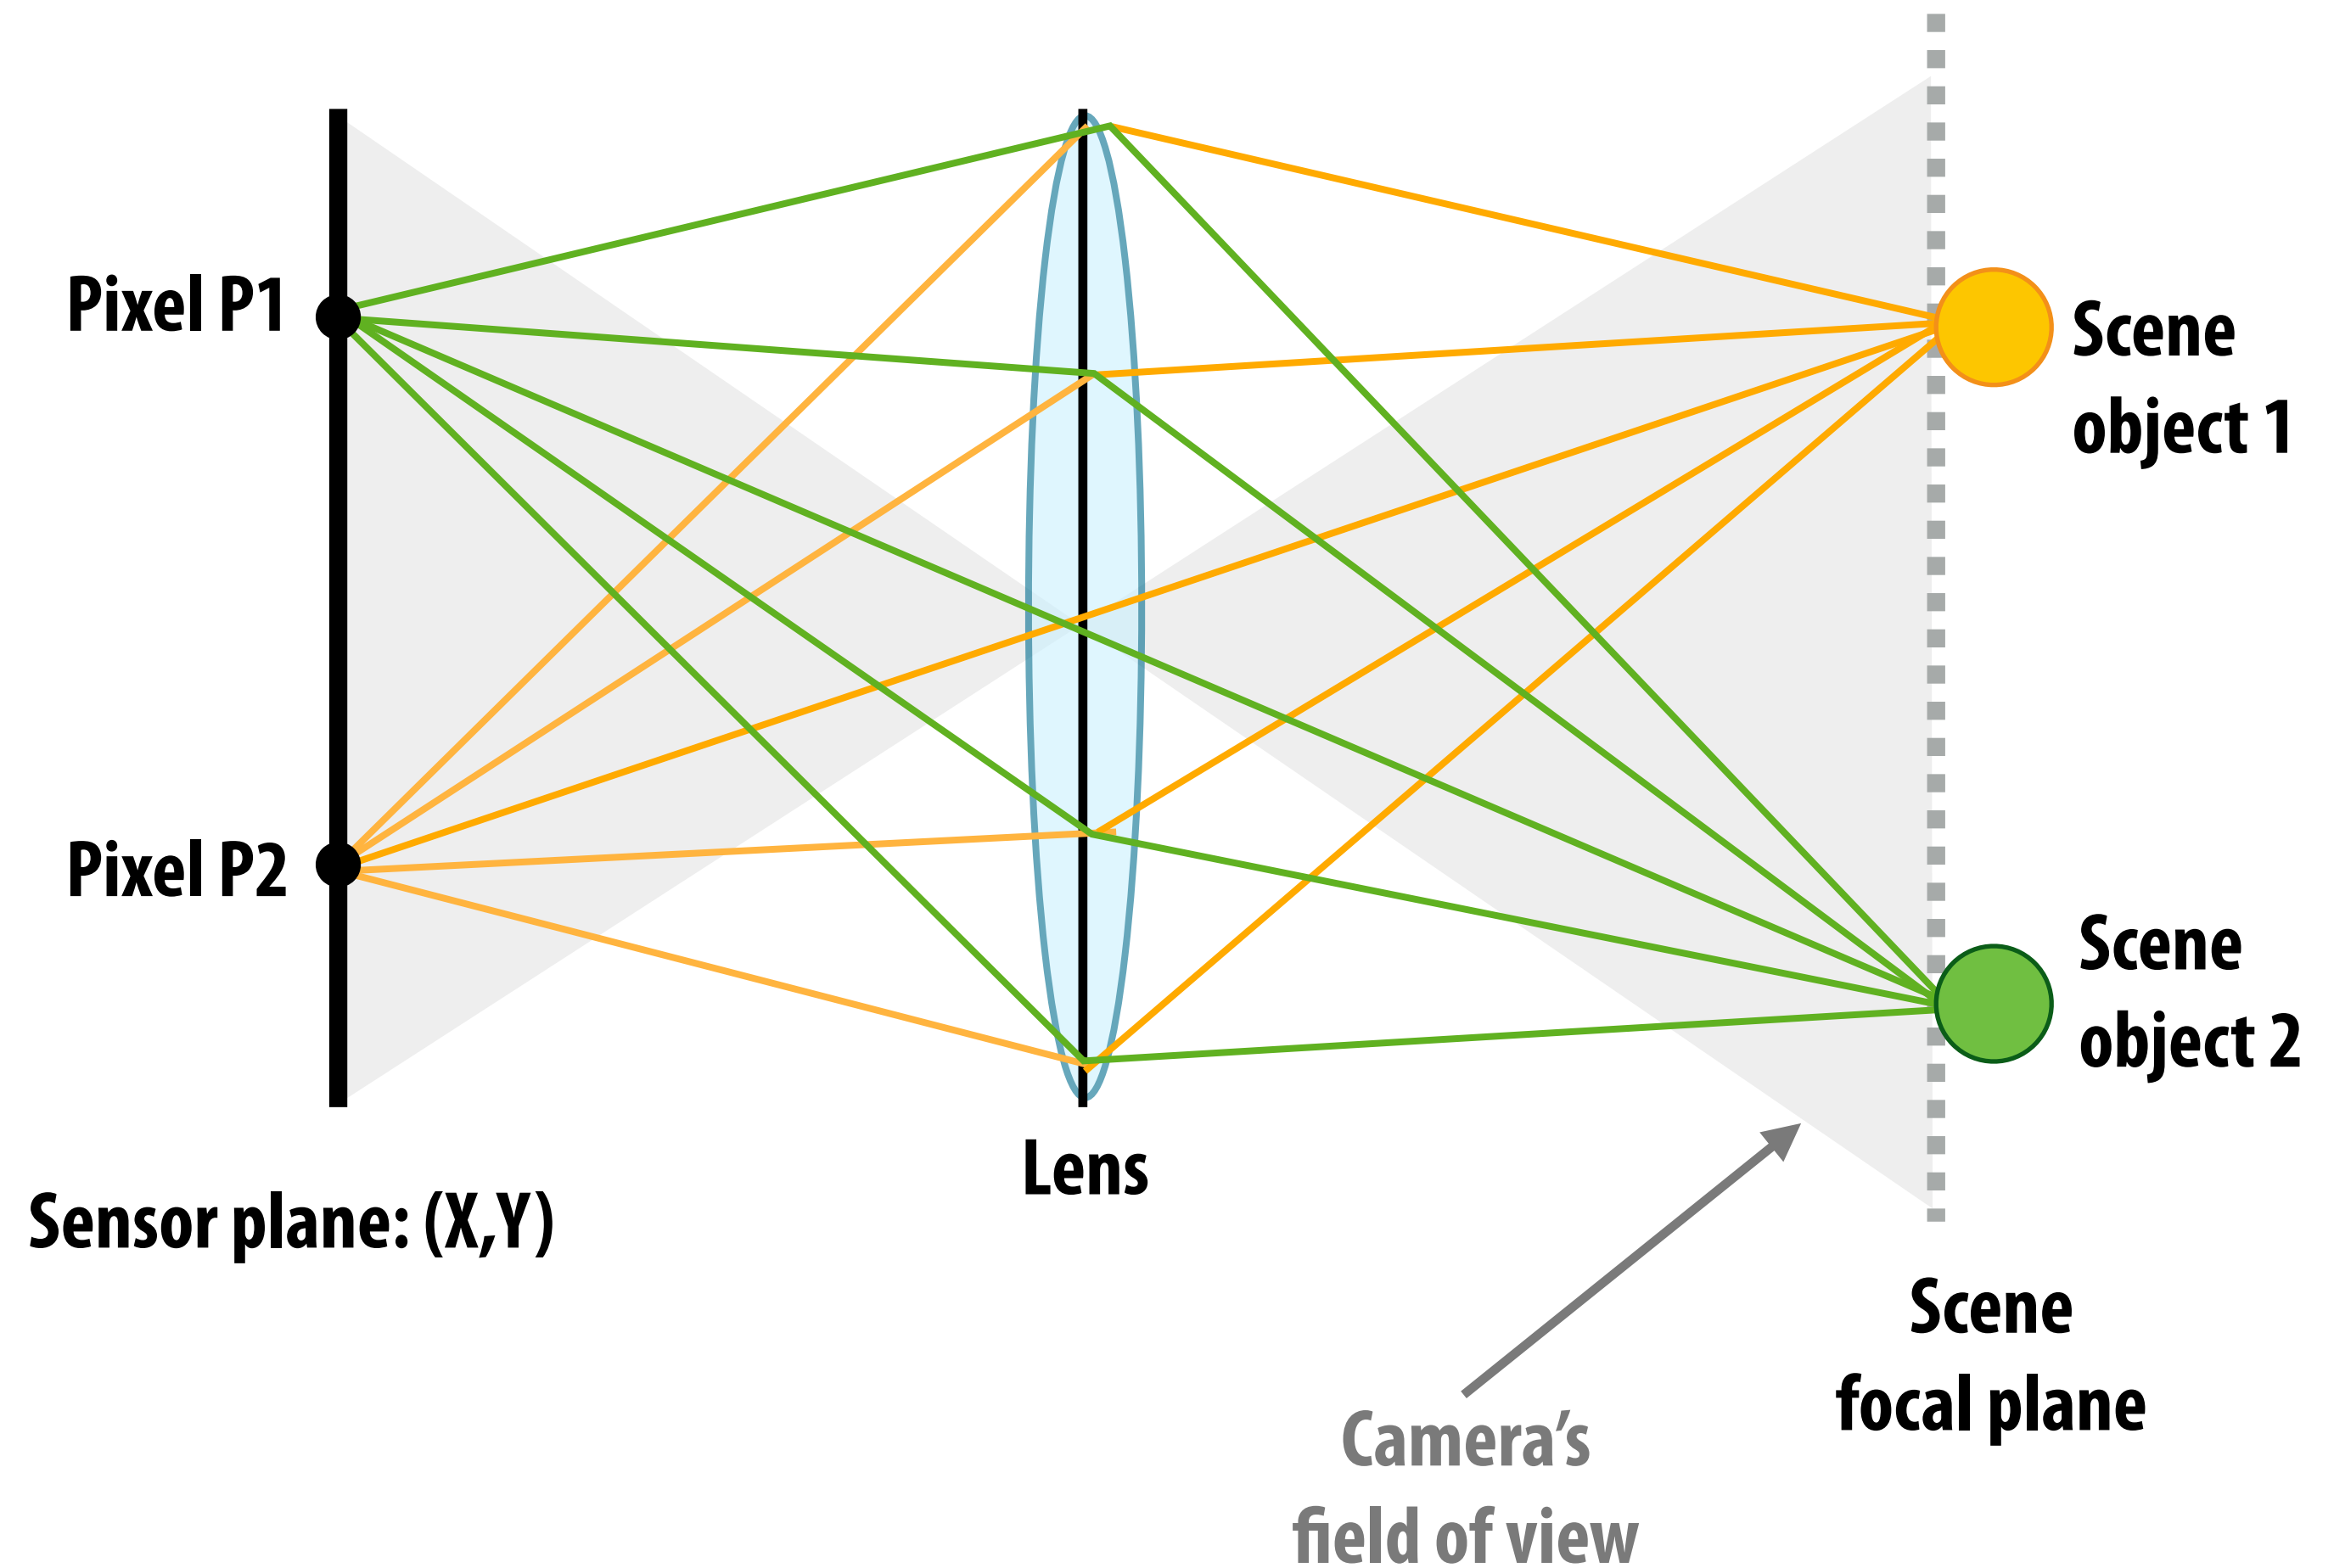 Pixel P1
Scene
object 1
Pixel P2
Scene
object 2
Lens
Sensor plane: (X,Y)
Scene
focal plane
Camera’s
field of view